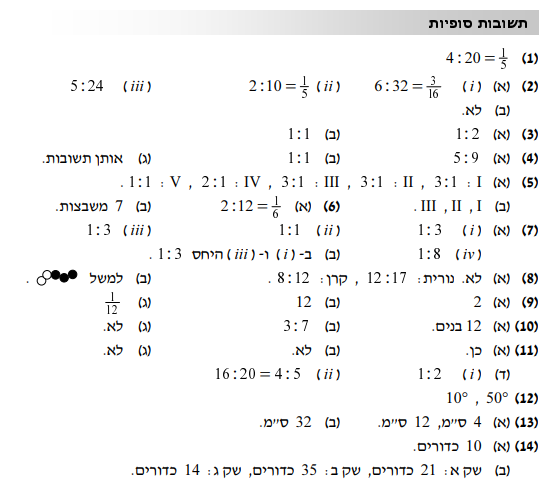 תשובות סופיות
(1) 4:20 = 1/5
(2) (א) (i) 6:32 = 3/16 (ii) 2:10 = 1/5 (iii) 5:24
(ב) לא.
(3) (א) 1:2 (ב) 1:1
(4) (א) 5:9 (ב) 1:1 (ג) אותן תשובות.
(5) (א) I : 3:1 , II : 3:1 , III : 3:1 , IV : 2:1 , V : 1:1 .
(ב) I , II , III . (6) (א) 2:12 = 1/6 (ב) 7 משבצות.
(7) (א) (i) 1:3 (ii) 1:1 (iii) 1:3
(iv) 1:8 (ב) ב- (i) ו- (iii) היחס 1:3 .
(8) (א) לא. נורית: 12:17 , קרן: 8:12 . (ב) למשל .
(9) (א) 2 (ב) 12 (ג) 1/12
(10) (א) 12 בנים. (ב) 3:7 (ג) לא.
(11) (א) כן. (ב) לא. (ג) לא.
(ד) (i) 1:2 (ii) 16:20 = 4:5
(12) 50° , 10°
(13) (א) 4 ס״מ, 12 ס״מ. (ב) 32 ס״מ.
(14) (א) 10 כדורים.
(ב) שק א: 21 כדורים, שק ב: 35 כדורים, שק ג: 14 כדורים.